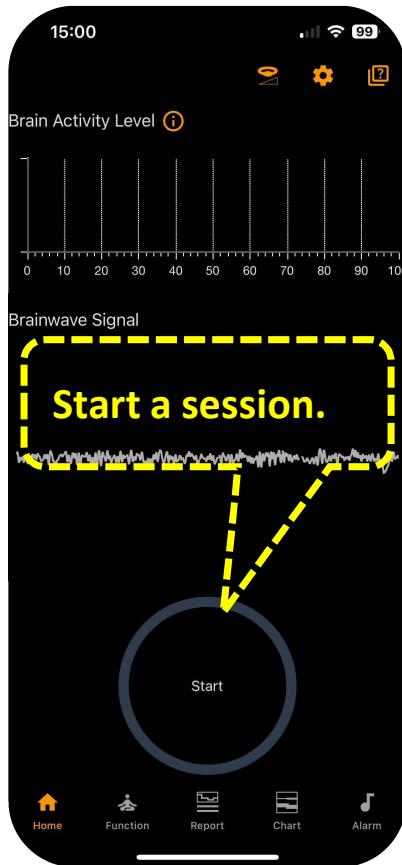 15:00
99
Brain Activity Level
0 10 20 30 40 50 60 70 80 90 10
Brainwave Signal
Start a session.
Start
Home Function Report Chart Alarm